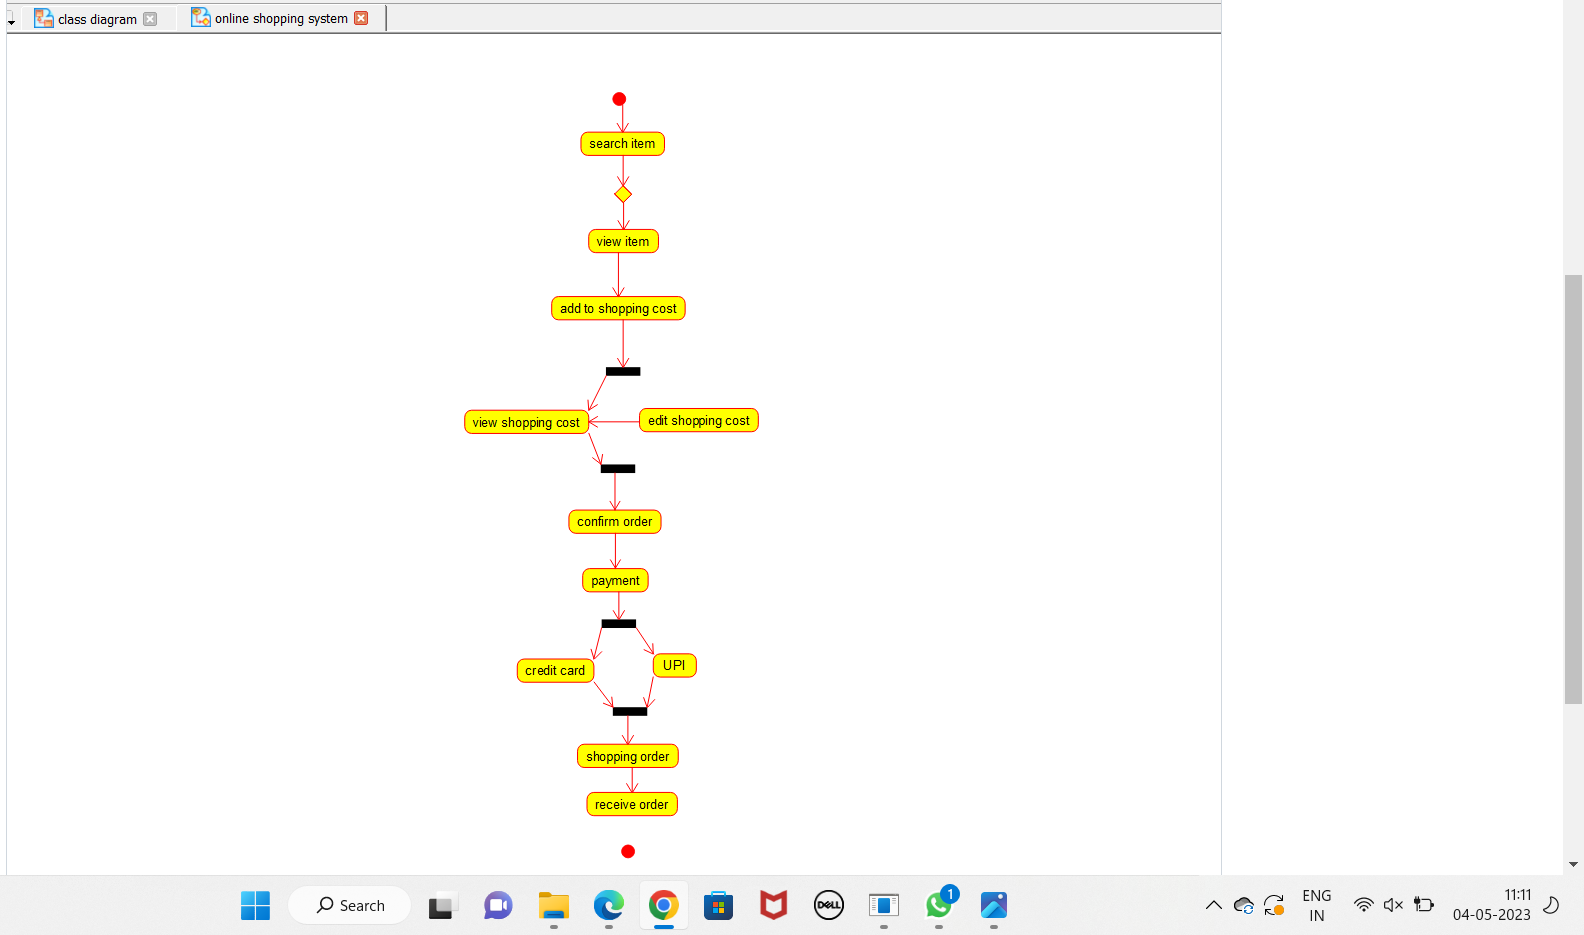 class diagram
online shopping system
search item
view item
add to shopping cost
view shopping cost
edit shopping cost
confirm order
payment
credit card
UPI
shopping order
receive order
Search
DELL
1
ENG
IN
11:11
04-05-2023